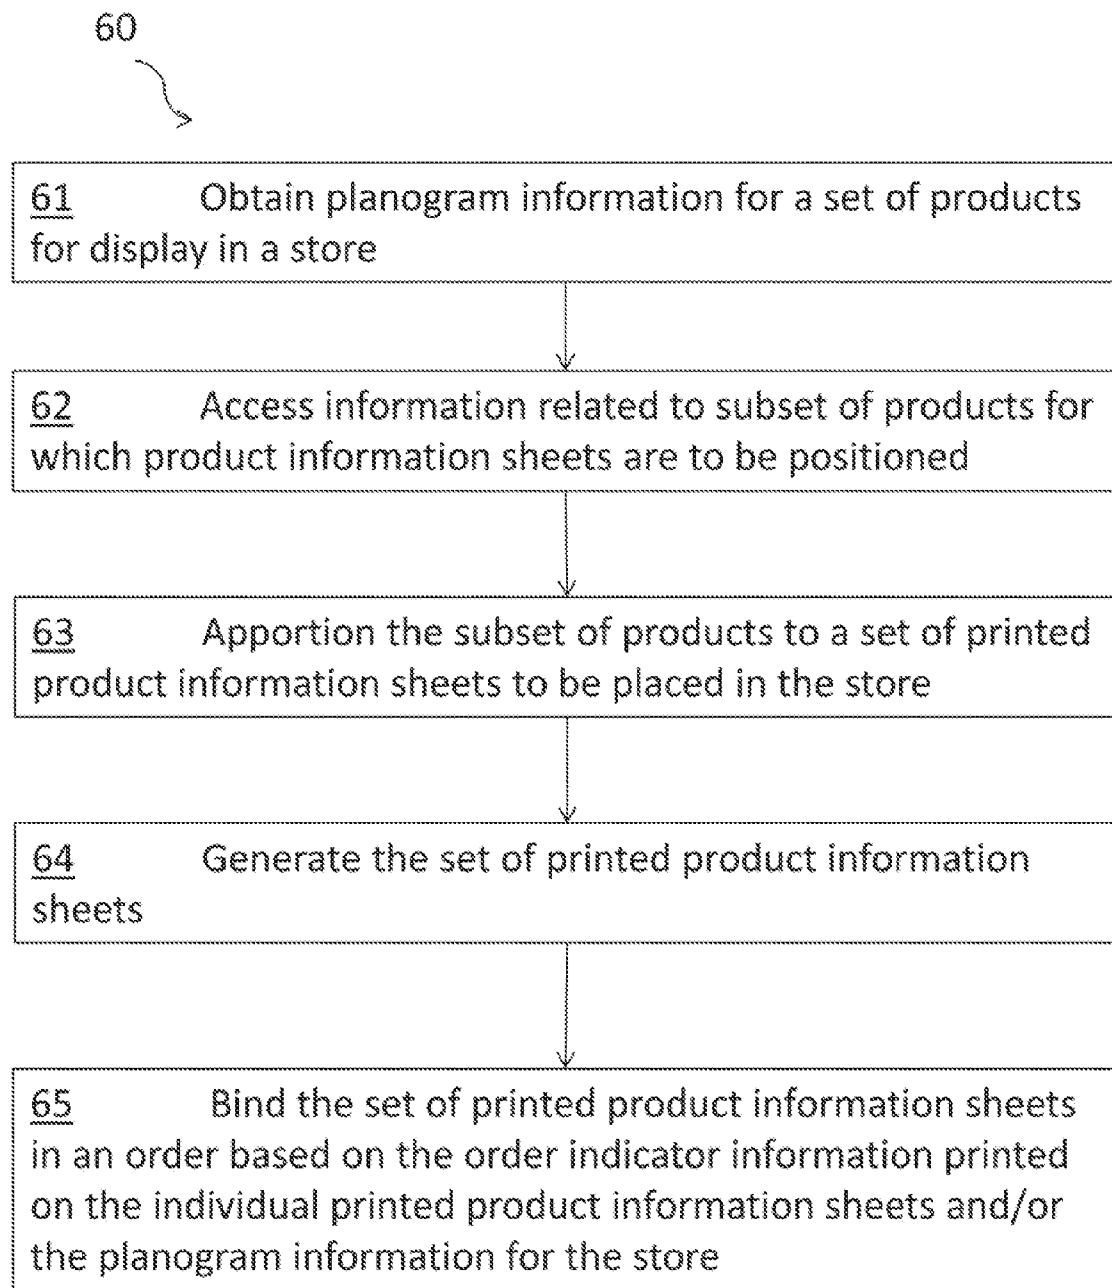 60
61 Obtain planogram information for a set of products
for display in a store
62 Access information related to subset of products for
which product information sheets are to be positioned
63 Apportion the subset of products to a set of printed
product information sheets to be placed in the store
64 Generate the set of printed product information
sheets
65 Bind the set of printed product information sheets
in an order based on the order indicator information printed
on the individual printed product information sheets and/or
the planogram information for the store